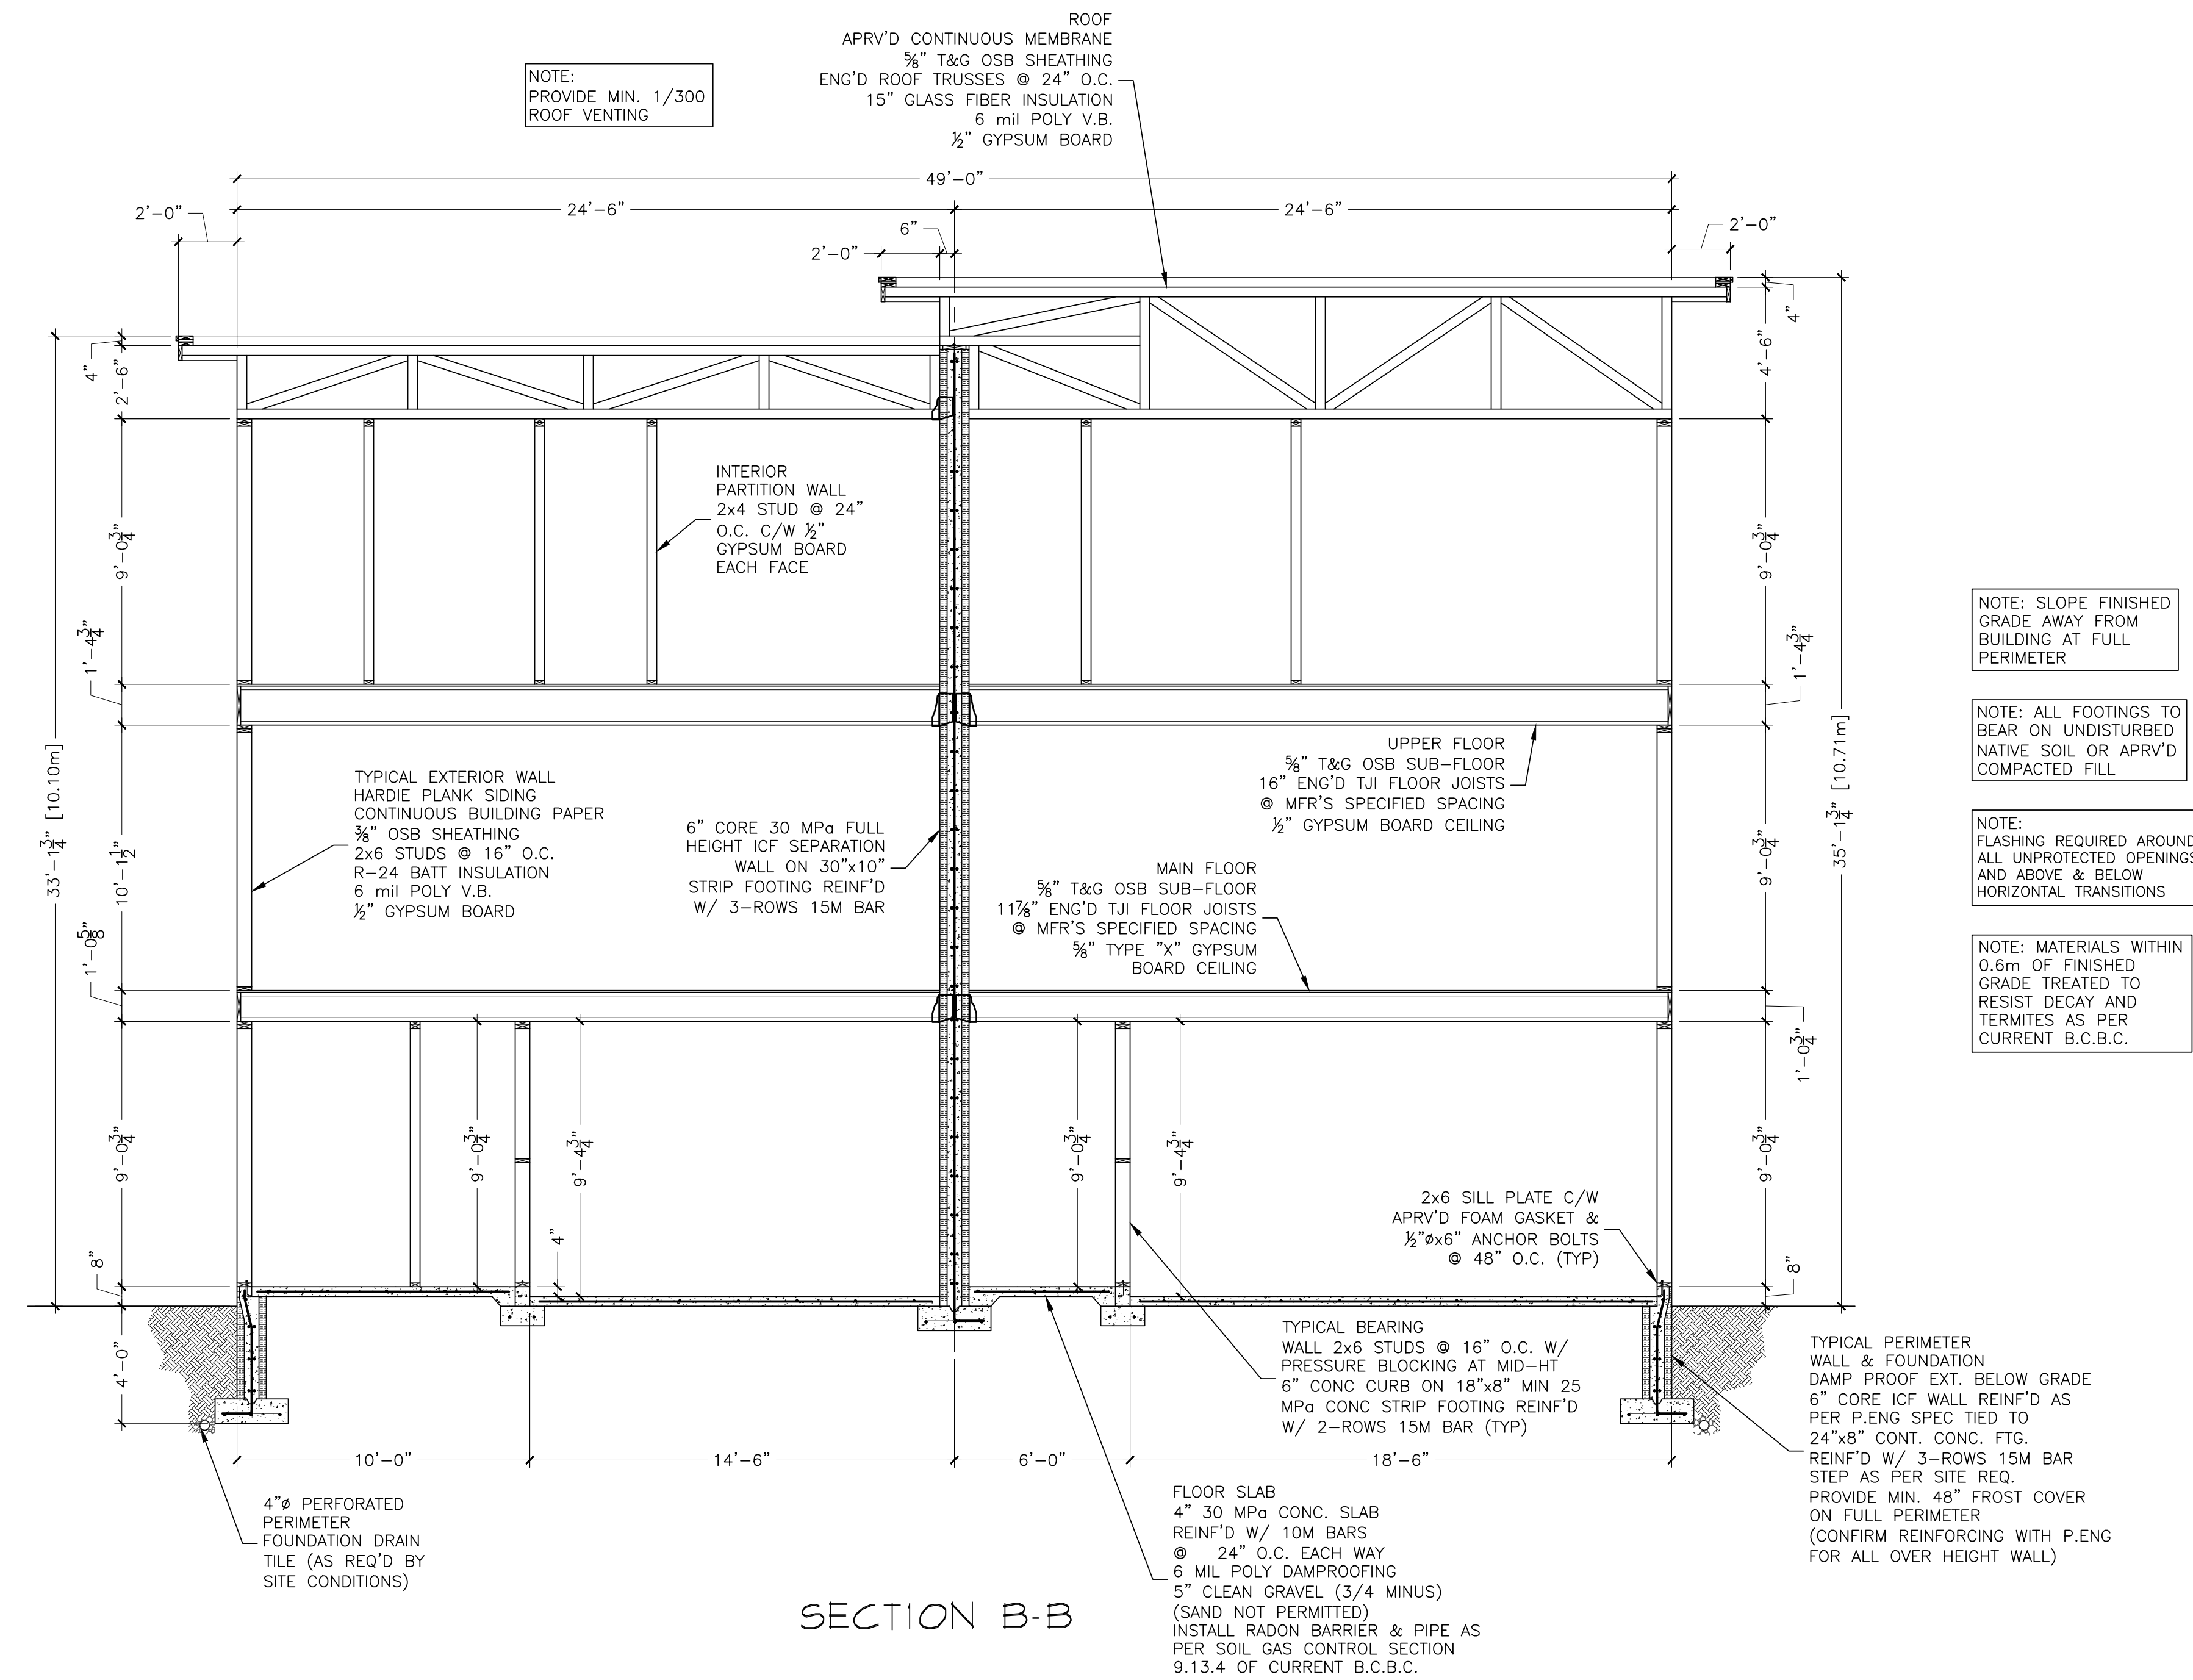 ROOF
APRV'D CONTINUOUS MEMBRANE
⅝" T&G OSB SHEATHING
ENG'D ROOF TRUSSES @ 24" O.C.
15" GLASS FIBER INSULATION
6 mil POLY V.B.
½" GYPSUM BOARD
NOTE:
PROVIDE MIN. 1/300
ROOF VENTING
49'-0"
24'-6"
24'-6"
2'-0"
6"
2'-0"
2'-0"
4"
2'-6"
9'-0¾"
1'-4¾"
10'-1½"
1'-0⅝"
9'-0¾"
8"
4'-0"
33'-1¾" [10.10m]
4"
4'-6"
9'-0¾"
1'-4¾"
9'-0¾"
1'-0¾"
9'-0¾"
8"
35'-1¾" [10.71m]
INTERIOR
PARTITION WALL
2x4 STUD @ 24"
O.C. C/W ½"
GYPSUM BOARD
EACH FACE
TYPICAL EXTERIOR WALL
HARDIE PLANK SIDING
CONTINUOUS BUILDING PAPER
⅜" OSB SHEATHING
2x6 STUDS @ 16" O.C.
R-24 BATT INSULATION
6 mil POLY V.B.
½" GYPSUM BOARD
6" CORE 30 MPa FULL
HEIGHT ICF SEPARATION
WALL ON 30"x10"
STRIP FOOTING REINF'D
W/ 3-ROWS 15M BAR
UPPER FLOOR
⅝" T&G OSB SUB-FLOOR
16" ENG'D TJI FLOOR JOISTS
@ MFR'S SPECIFIED SPACING
½" GYPSUM BOARD CEILING
MAIN FLOOR
⅝" T&G OSB SUB-FLOOR
11⅞" ENG'D TJI FLOOR JOISTS
@ MFR'S SPECIFIED SPACING
⅝" TYPE "X" GYPSUM
BOARD CEILING
NOTE: SLOPE FINISHED
GRADE AWAY FROM
BUILDING AT FULL
PERIMETER
NOTE: ALL FOOTINGS TO
BEAR ON UNDISTURBED
NATIVE SOIL OR APRV'D
COMPACTED FILL
NOTE:
FLASHING REQUIRED AROUND
ALL UNPROTECTED OPENINGS
AND ABOVE & BELOW
HORIZONTAL TRANSITIONS
NOTE: MATERIALS WITHIN
0.6m OF FINISHED
GRADE TREATED TO
RESIST DECAY AND
TERMITES AS PER
CURRENT B.C.B.C.
9'-0¾"
9'-4¾"
4"
9'-0¾"
9'-4¾"
2x6 SILL PLATE C/W
APRV'D FOAM GASKET &
½"øx6" ANCHOR BOLTS
@ 48" O.C. (TYP)
TYPICAL BEARING
WALL 2x6 STUDS @ 16" O.C. W/
PRESSURE BLOCKING AT MID-HT
6" CONC CURB ON 18"x8" MIN 25
MPa CONC STRIP FOOTING REINF'D
W/ 2-ROWS 15M BAR (TYP)
TYPICAL PERIMETER
WALL & FOUNDATION
DAMP PROOF EXT. BELOW GRADE
6" CORE ICF WALL REINF'D AS
PER P.ENG SPEC TIED TO
24"x8" CONT. CONC. FTG.
REINF'D W/ 3-ROWS 15M BAR
STEP AS PER SITE REQ.
PROVIDE MIN. 48" FROST COVER
ON FULL PERIMETER
(CONFIRM REINFORCING WITH P.ENG
FOR ALL OVER HEIGHT WALL)
10'-0"
14'-6"
6'-0"
18'-6"
4"ø PERFORATED
PERIMETER
FOUNDATION DRAIN
TILE (AS REQ'D BY
SITE CONDITIONS)
FLOOR SLAB
4" 30 MPa CONC. SLAB
REINF'D W/ 10M BARS
@ 24" O.C. EACH WAY
6 MIL POLY DAMPROOFING
5" CLEAN GRAVEL (3/4 MINUS)
(SAND NOT PERMITTED)
INSTALL RADON BARRIER & PIPE AS
PER SOIL GAS CONTROL SECTION
9.13.4 OF CURRENT B.C.B.C.
SECTION B-B